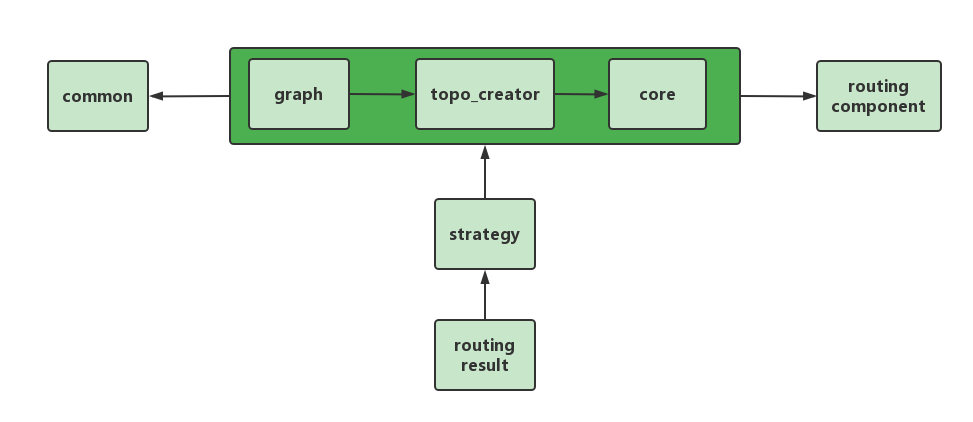 common
graph
topo_creator
core
routing
component
strategy
routing
result